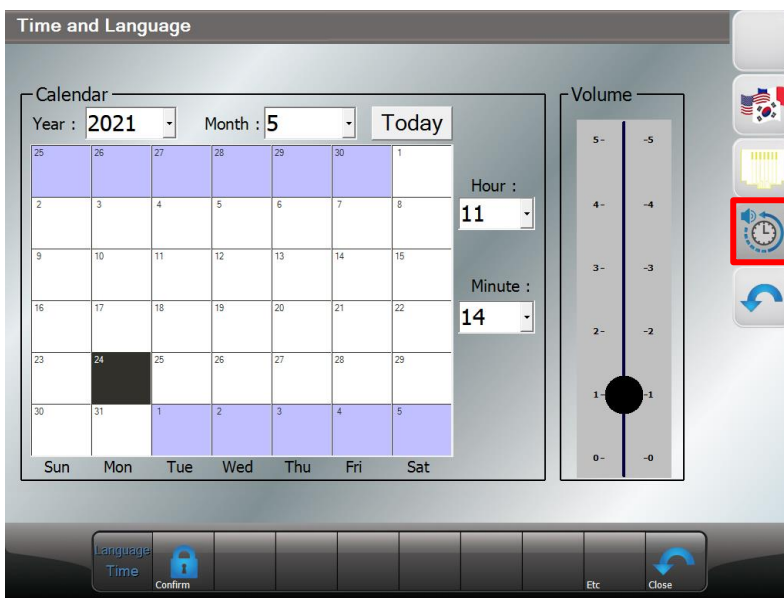 Time and Language
Calendar
Year : 2021 Month : 5 Today
25 26 27 28 29 30 1
2 3 4 5 6 7 8
9 10 11 12 13 14 15
16 17 18 19 20 21 22
23 24 25 26 27 28 29
30 31 1 2 3 4 5
Sun Mon Tue Wed Thu Fri Sat
Hour :
11
Minute :
14
Volume
5- -5
4- -4
3- -3
2- -2
1- -1
0- -0
Language
Time
Confirm
Etc
Close